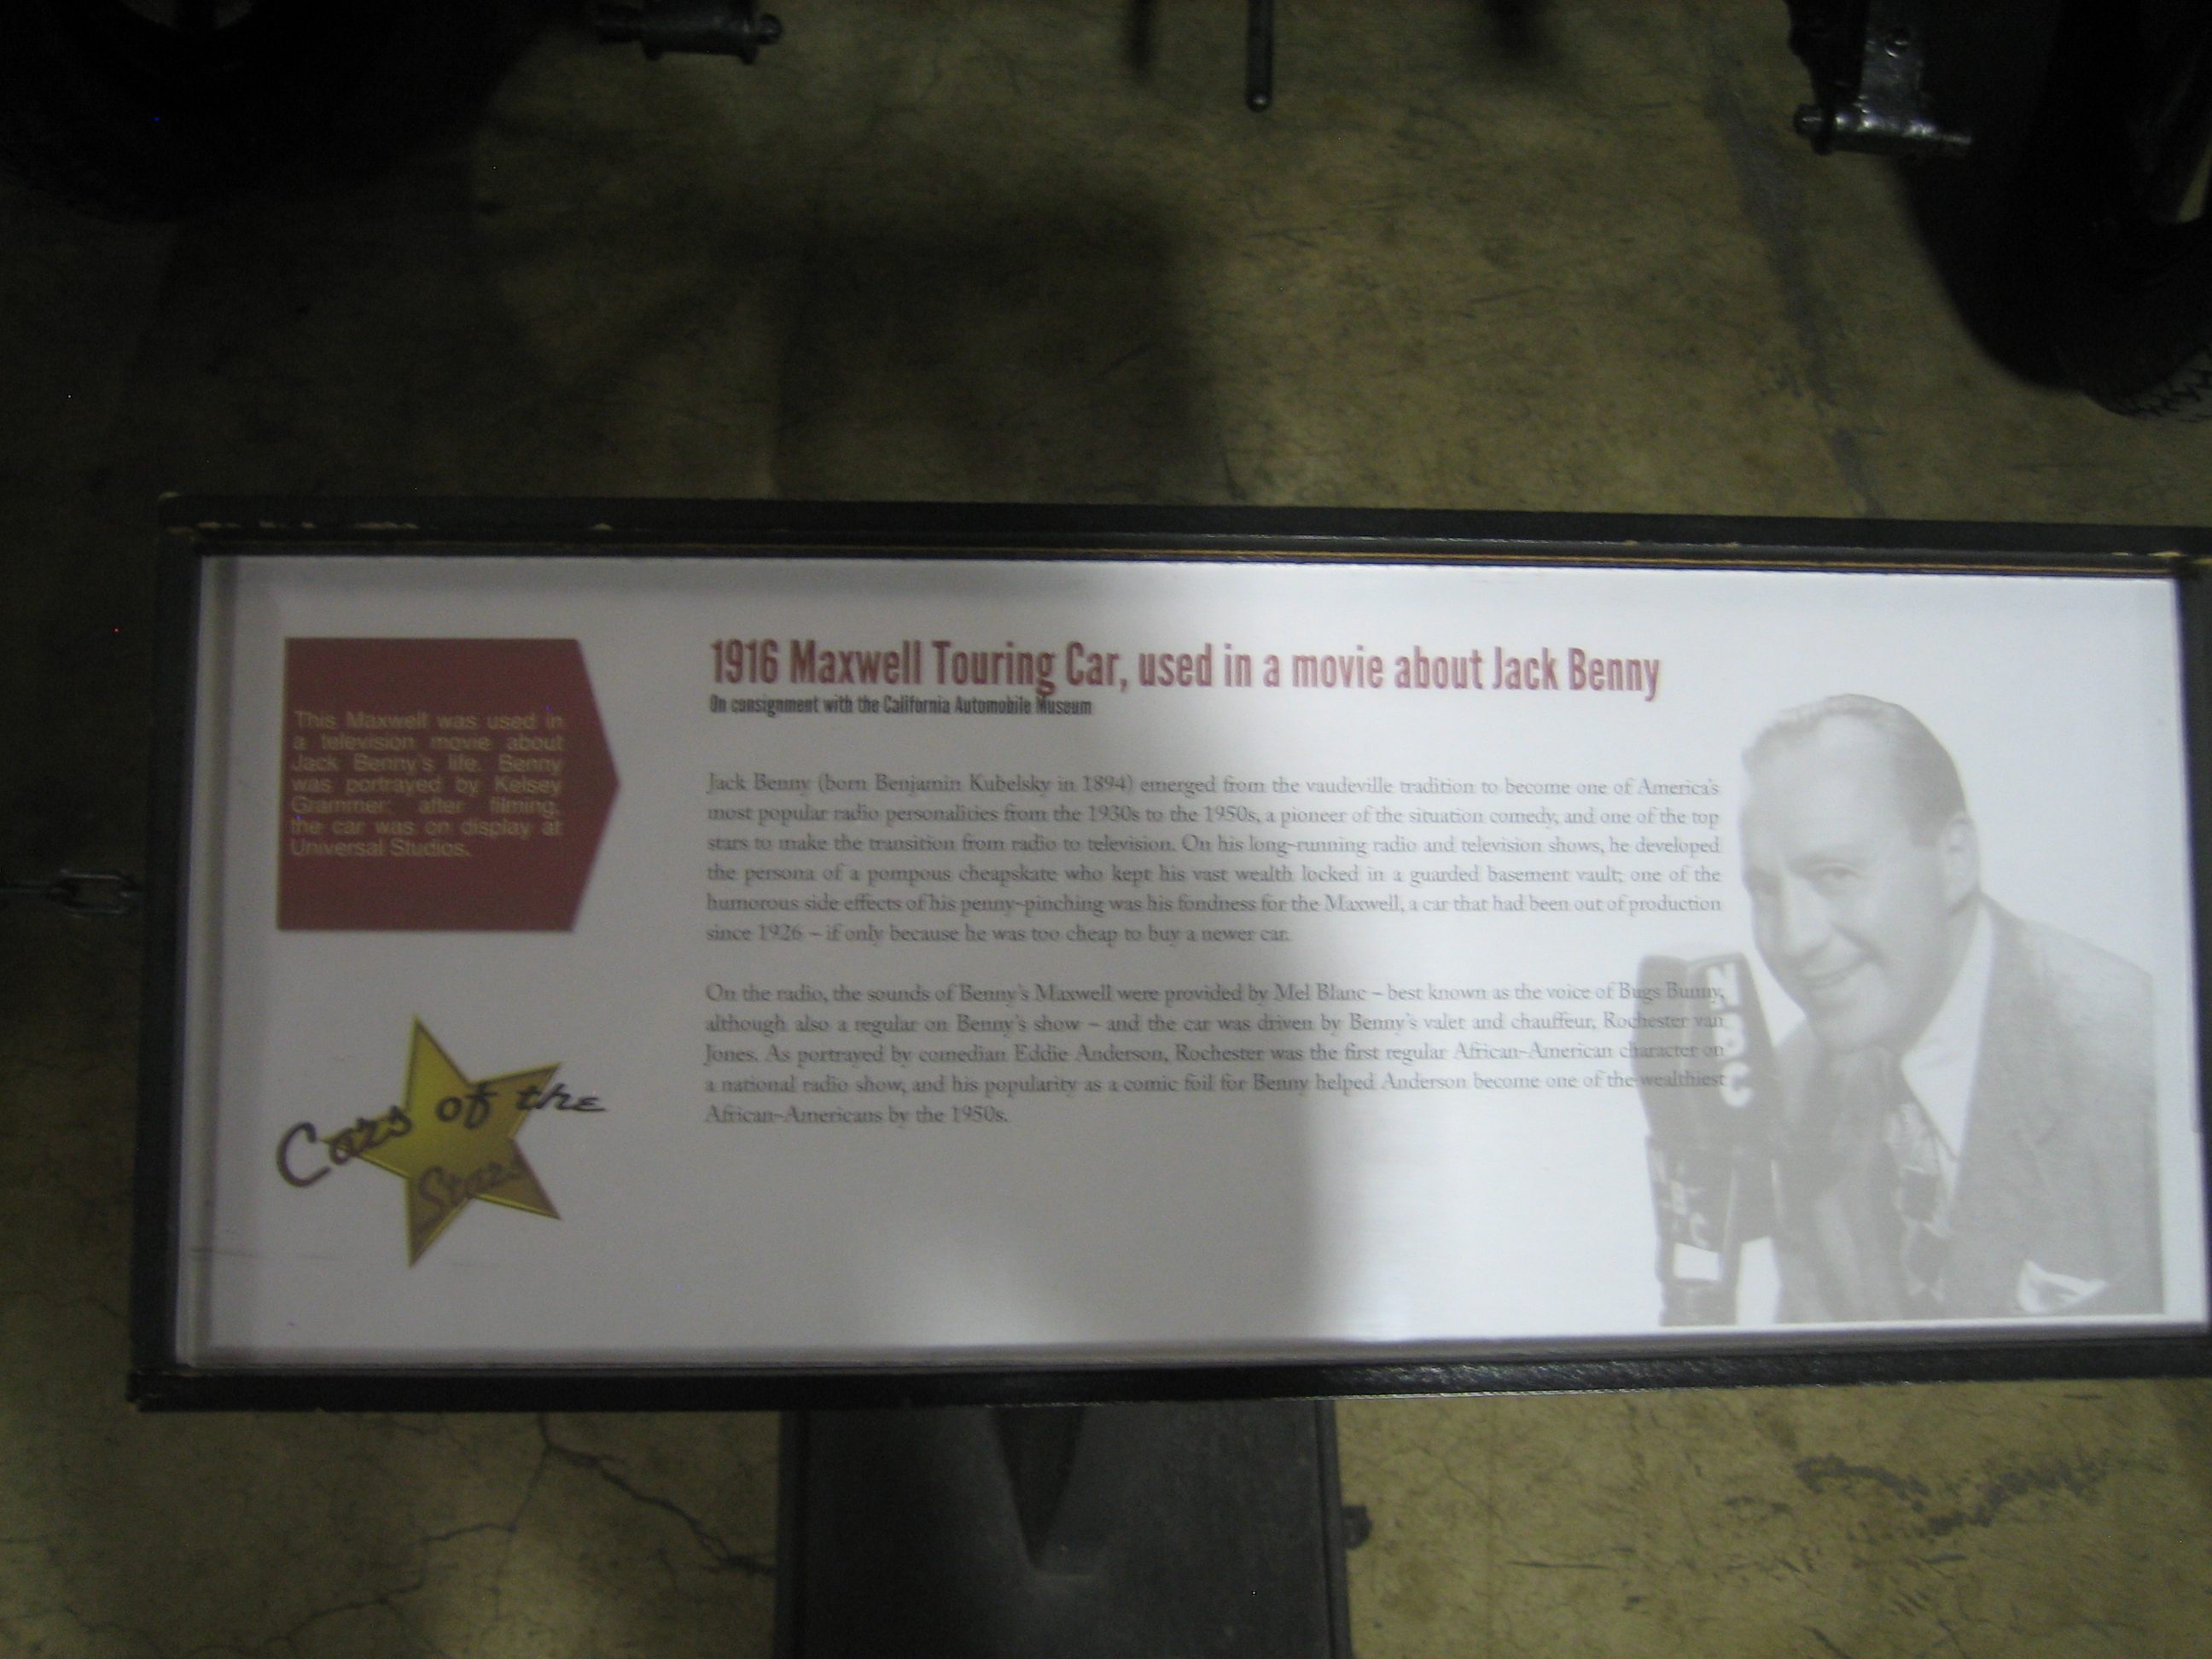 1916 Maxwell Touring Car, used in a movie about Jack Benny
On consignment with the California Automobile Museum
This Maxwell was used in
a television movie about
Jack Benny's life. Benny
was portrayed by Kelsey
Grammer; after filming,
the car was on display at
Universal Studios.
Jack Benny (born Benjamin Kubelsky in 1894) emerged from the vaudeville tradition to become one of America's
most popular radio personalities from the 1930s to the 1950s, a pioneer of the situation comedy, and one of the top
stars to make the transition from radio to television. On his long-running radio and television shows, he developed
the persona of a pompous cheapskate who kept his vast wealth locked in a guarded basement vault; one of the
humorous side effects of his penny-pinching was his fondness for the Maxwell, a car that had been out of production
since 1926 – if only because he was too cheap to buy a newer car.
On the radio, the sounds of Benny's Maxwell were provided by Mel Blanc – best known as the voice of Bugs Bunny,
although also a regular on Benny's show – and the car was driven by Benny's valet and chauffeur, Rochester van
Jones. As portrayed by comedian Eddie Anderson, Rochester was the first regular African-American character on
a national radio show, and his popularity as a comic foil for Benny helped Anderson become one of the wealthiest
African-Americans by the 1950s.
Cars of the
Stars
NBC